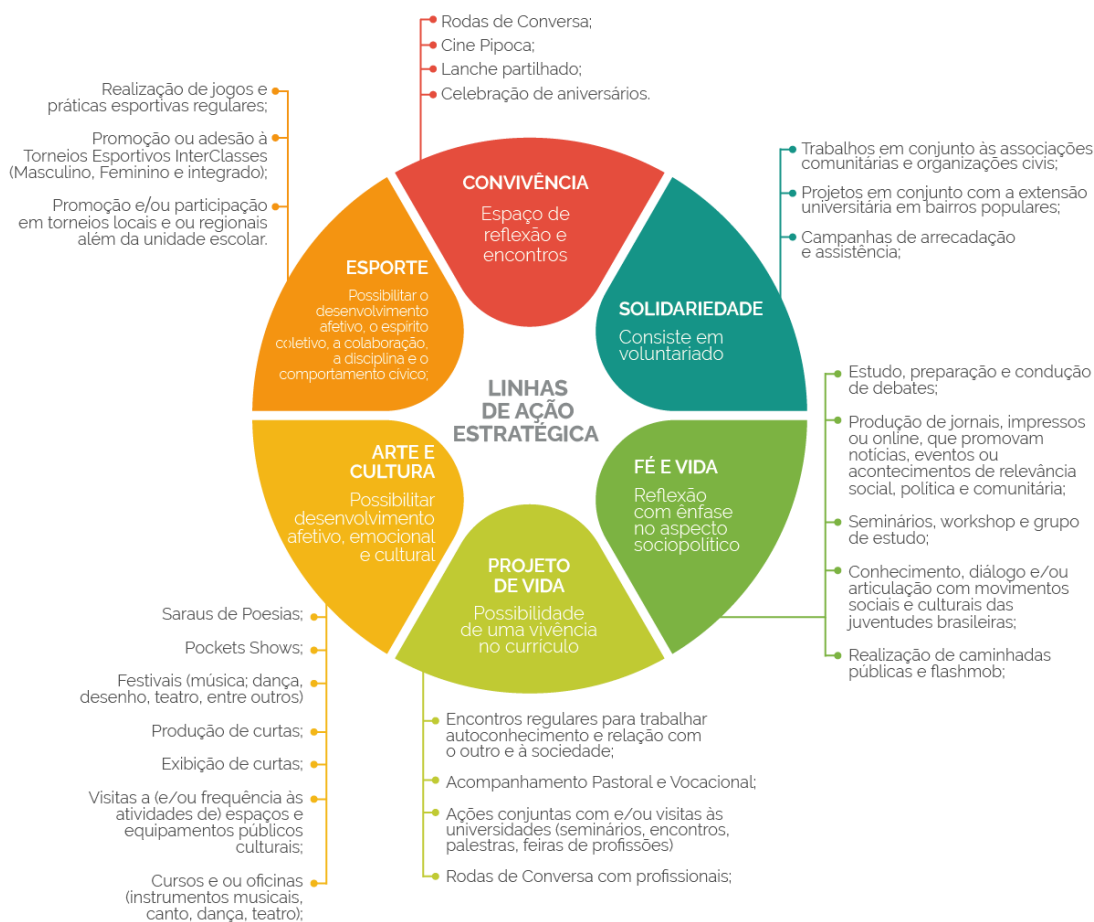 Rodas de Conversa;
Cine Pipoca;
Lanche partilhado;
Celebração de aniversários.
CONVIVÊNCIA
Espaço de
reflexão e
encontros
Realização de jogos e
práticas esportivas regulares;
Promoção ou adesão à
Torneios Esportivos InterClasses
(Masculino, Feminino e integrado);
Promoção e/ou participação
em torneios locais e ou regionais
além da unidade escolar.
ESPORTE
Possibilitar o
desenvolvimento
afetivo, o espírito
coletivo, a colaboração,
a disciplina e o
comportamento cívico;
Trabalhos em conjunto às associações
comunitárias e organizações civis;
Projetos em conjunto com a extensão
universitária em bairros populares;
Campanhas de arrecadação
e assistência;
SOLIDARIEDADE
Consiste em
voluntariado
LINHAS
DE AÇÃO
ESTRATÉGICA
ARTE E
CULTURA
Possibilitar
desenvolvimento
afetivo, emocional
e cultural
FÉ E VIDA
Reflexão
com ênfase
no aspecto
sociopolítico
Estudo, preparação e condução
de debates;
Produção de jornais, impressos
ou online, que promovam
notícias, eventos ou
acontecimentos de relevância
social, política e comunitária;
Seminários, workshop e grupo
de estudo;
Conhecimento, diálogo e/ou
articulação com movimentos
sociais e culturais das
juventudes brasileiras;
Realização de caminhadas
públicas e flashmob;
PROJETO
DE VIDA
Possibilidade
de uma vivência
no currículo
Saraus de Poesias;
Pockets Shows;
Festivais (música; dança,
desenho, teatro, entre outros)
Produção de curtas;
Exibição de curtas;
Visitas a (e/ou frequência às
atividades de) espaços e
equipamentos públicos
culturais;
Cursos e ou oficinas
(instrumentos musicais,
canto, dança, teatro);
Encontros regulares para trabalhar
autoconhecimento e relação com
o outro e à sociedade;
Acompanhamento Pastoral e Vocacional;
Ações conjuntas com e/ou visitas às
universidades (seminários, encontros,
palestras, feiras de profissões)
Rodas de Conversa com profissionais;